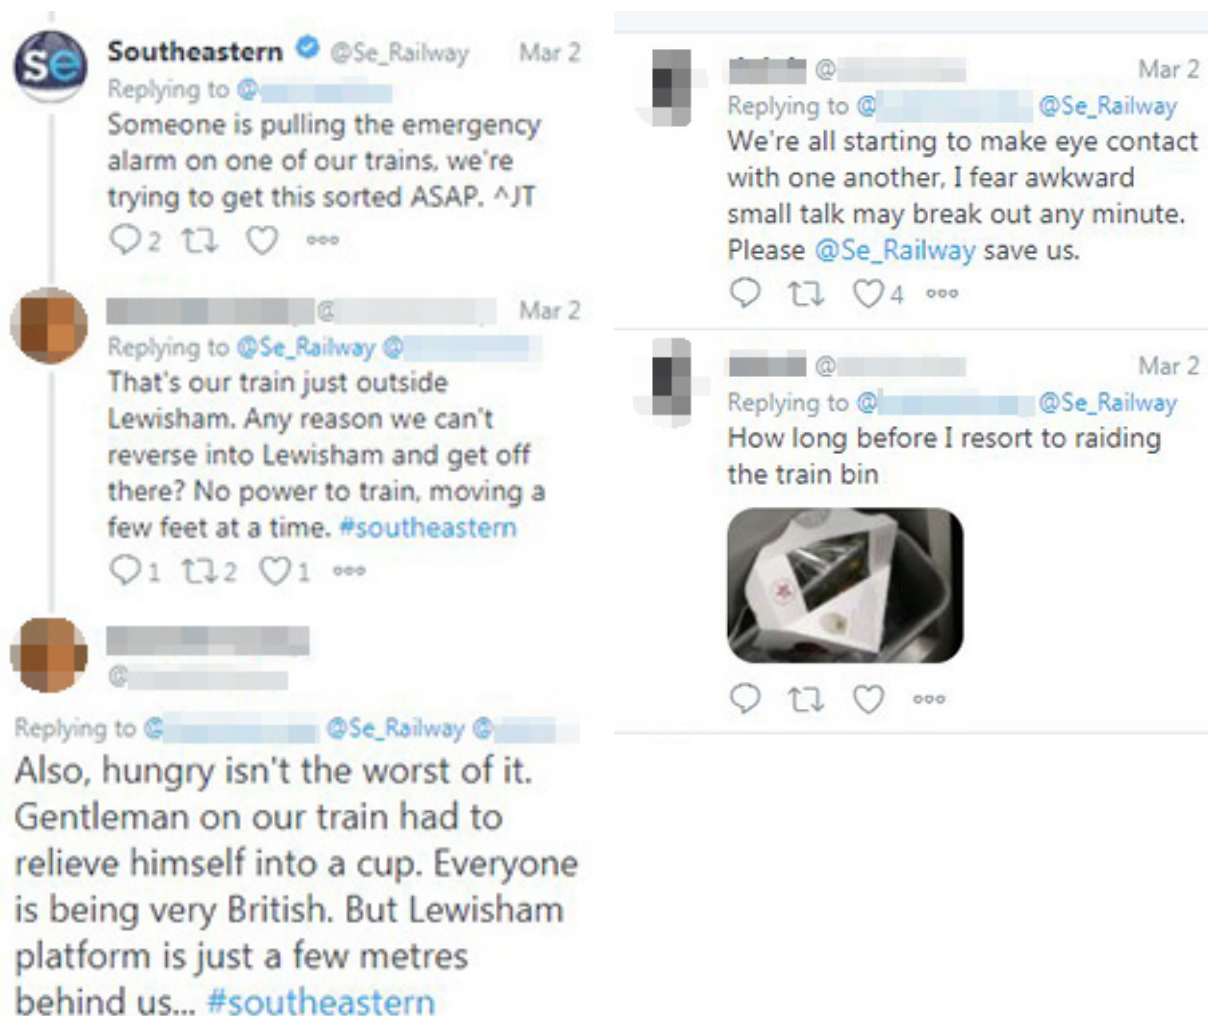 se
Southeastern @Se_Railway Mar 2
Replying to @
Someone is pulling the emergency
alarm on one of our trains, we're
trying to get this sorted ASAP. ^JT
2
@ Mar 2
Replying to @Se_Railway @
That's our train just outside
Lewisham. Any reason we can't
reverse into Lewisham and get off
there? No power to train, moving a
few feet at a time. #southeastern
1 2 1
@
Replying to @ @Se_Railway @
Also, hungry isn't the worst of it.
Gentleman on our train had to
relieve himself into a cup. Everyone
is being very British. But Lewisham
platform is just a few metres
behind us... #southeastern
@ Mar 2
Replying to @ @Se_Railway
We're all starting to make eye contact
with one another, I fear awkward
small talk may break out any minute.
Please @Se_Railway save us.
4
@ Mar 2
Replying to @ @Se_Railway
How long before I resort to raiding
the train bin